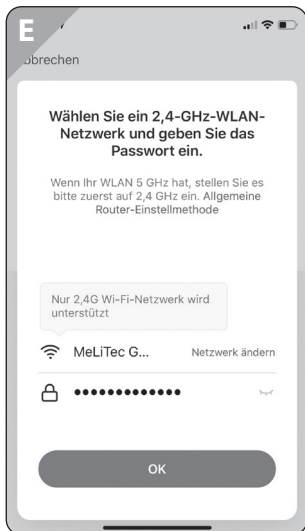 E
bbrechen
Wählen Sie ein 2,4-GHz-WLAN-
Netzwerk und geben Sie das
Passwort ein.
Wenn Ihr WLAN 5 GHz hat, stellen Sie es
bitte zuerst auf 2,4 GHz ein. Allgemeine
Router-Einstellmethode
Nur 2,4G Wi-Fi-Netzwerk wird
unterstützt
MeLiTec G... Netzwerk ändern
•••••••••••••
OK